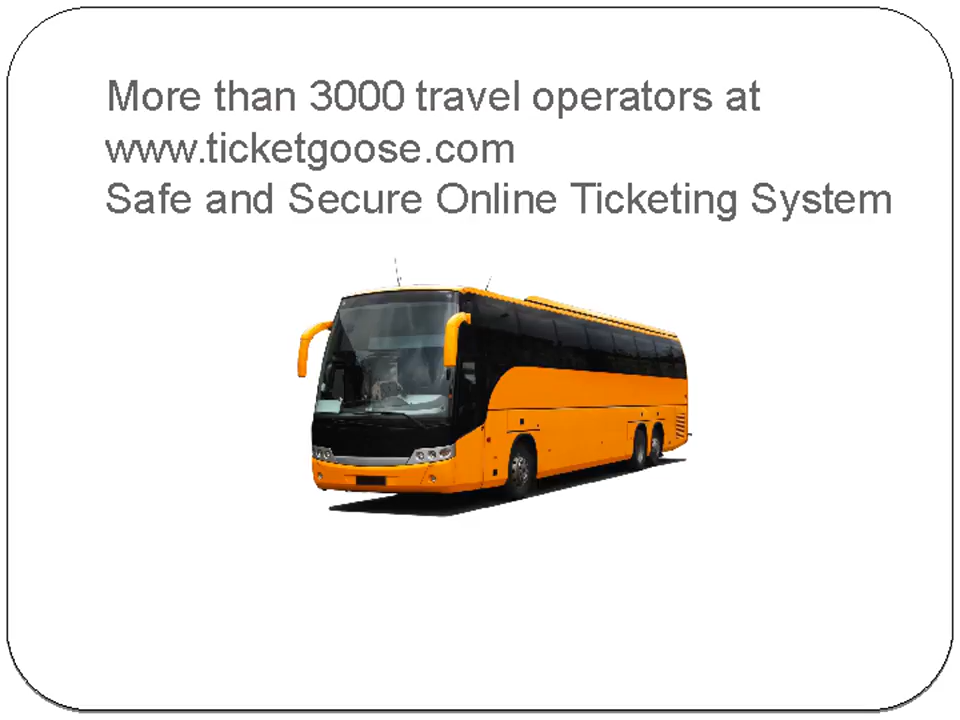 More than 3000 travel operators at
www.ticketgoose.com
Safe and Secure Online Ticketing System